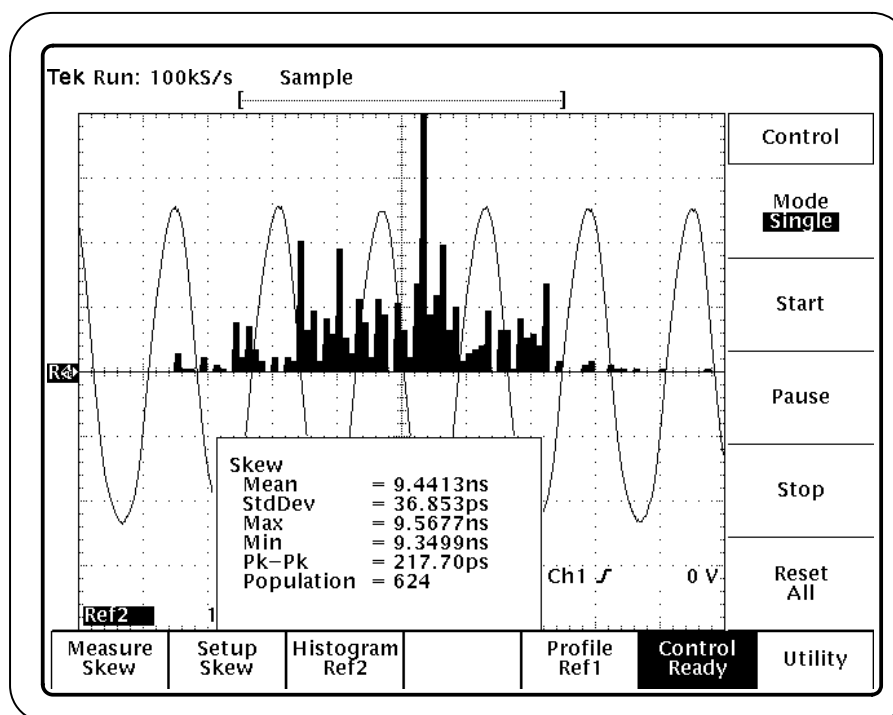 Tek Run: 100kS/s Sample
Control
Mode
Single
Start
Pause
Stop
Reset
All
Skew
Mean = 9.4413ns
StdDev = 36.853ps
Max = 9.5677ns
Min = 9.3499ns
Pk-Pk = 217.70ps
Population = 624
Ch1 0 V
Ref2 1
Measure
Skew
Setup
Skew
Histogram
Ref2
Profile
Ref1
Control
Ready
Utility